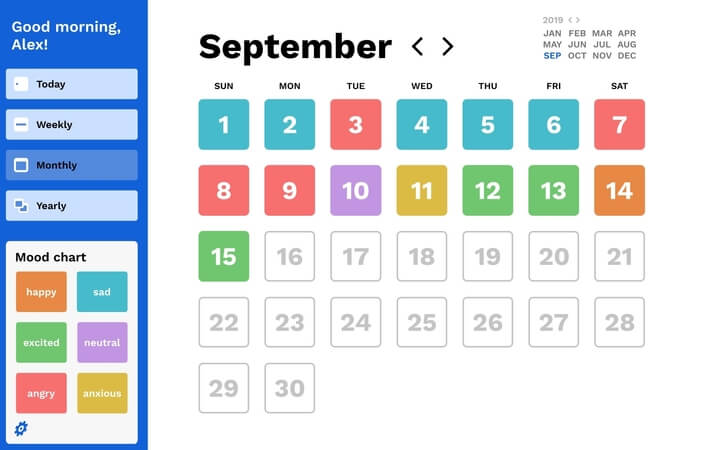 Good morning,
Alex!
Today
Weekly
Monthly
Yearly
Mood chart
happy sad
excited neutral
angry anxious
September
2019
JAN FEB MAR APR
MAY JUN JUL AUG
SEP OCT NOV DEC
SUN MON TUE WED THU FRI SAT
1 2 3 4 5 6 7
8 9 10 11 12 13 14
15 16 17 18 19 20 21
22 23 24 25 26 27 28
29 30